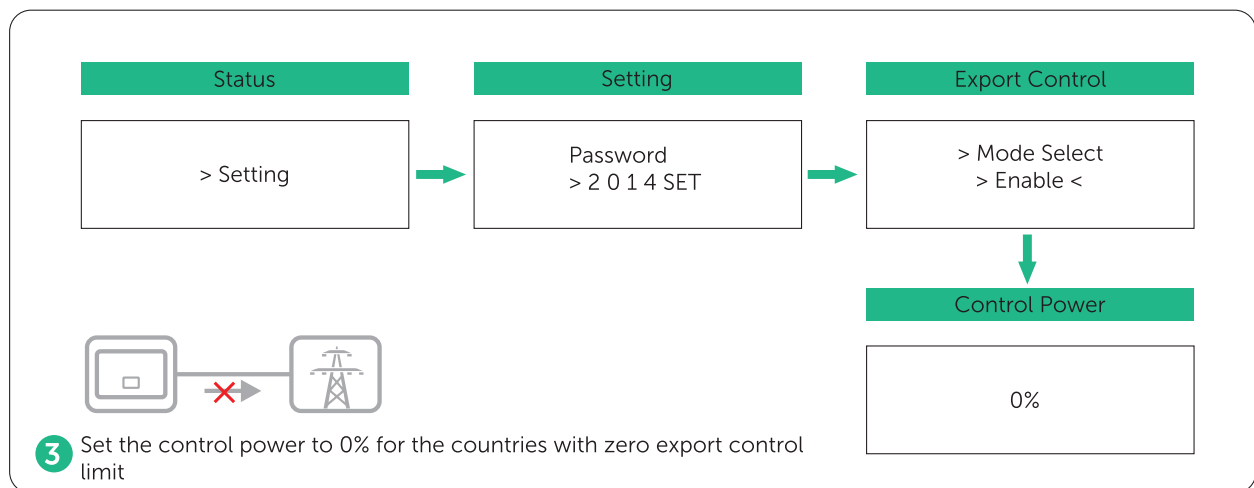 Status
> Setting
Setting
Password
> 2 0 1 4 SET
Export Control
> Mode Select
> Enable <
Control Power
0%
3 Set the control power to 0% for the countries with zero export control
limit